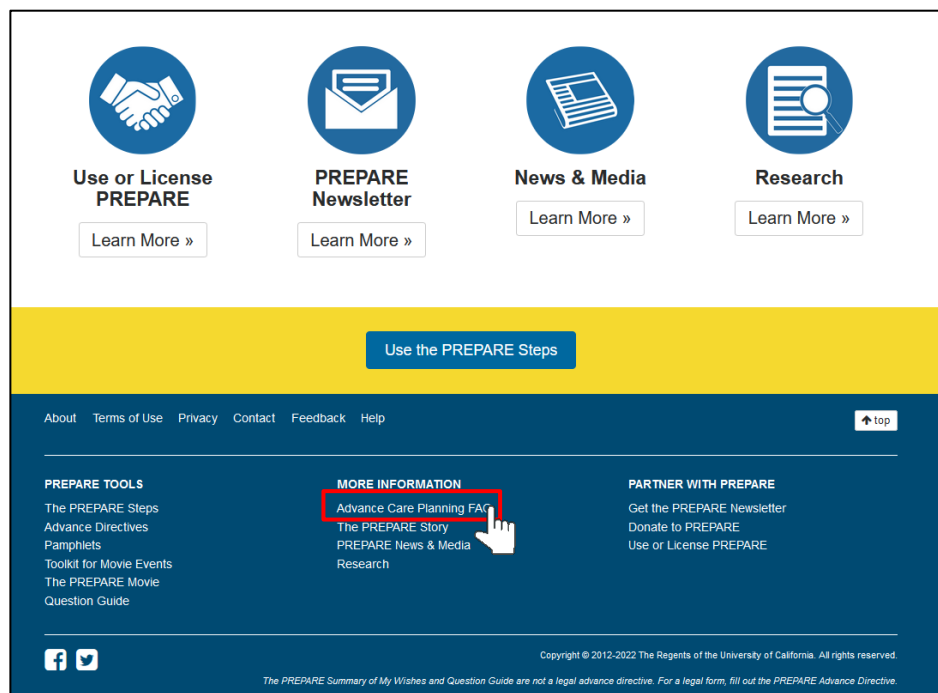 Use or License
PREPARE
Learn More »
PREPARE
Newsletter
Learn More »
News & Media
Learn More »
Research
Learn More »
Use the PREPARE Steps
About Terms of Use Privacy Contact Feedback Help
top
PREPARE TOOLS
The PREPARE Steps
Advance Directives
Pamphlets
Toolkit for Movie Events
The PREPARE Movie
Question Guide
MORE INFORMATION
Advance Care Planning FAQ
The PREPARE Story
PREPARE News & Media
Research
PARTNER WITH PREPARE
Get the PREPARE Newsletter
Donate to PREPARE
Use or License PREPARE
Copyright © 2012-2022 The Regents of the University of California. All rights reserved.
The PREPARE Summary of My Wishes and Question Guide are not a legal advance directive. For a legal form, fill out the PREPARE Advance Directive.